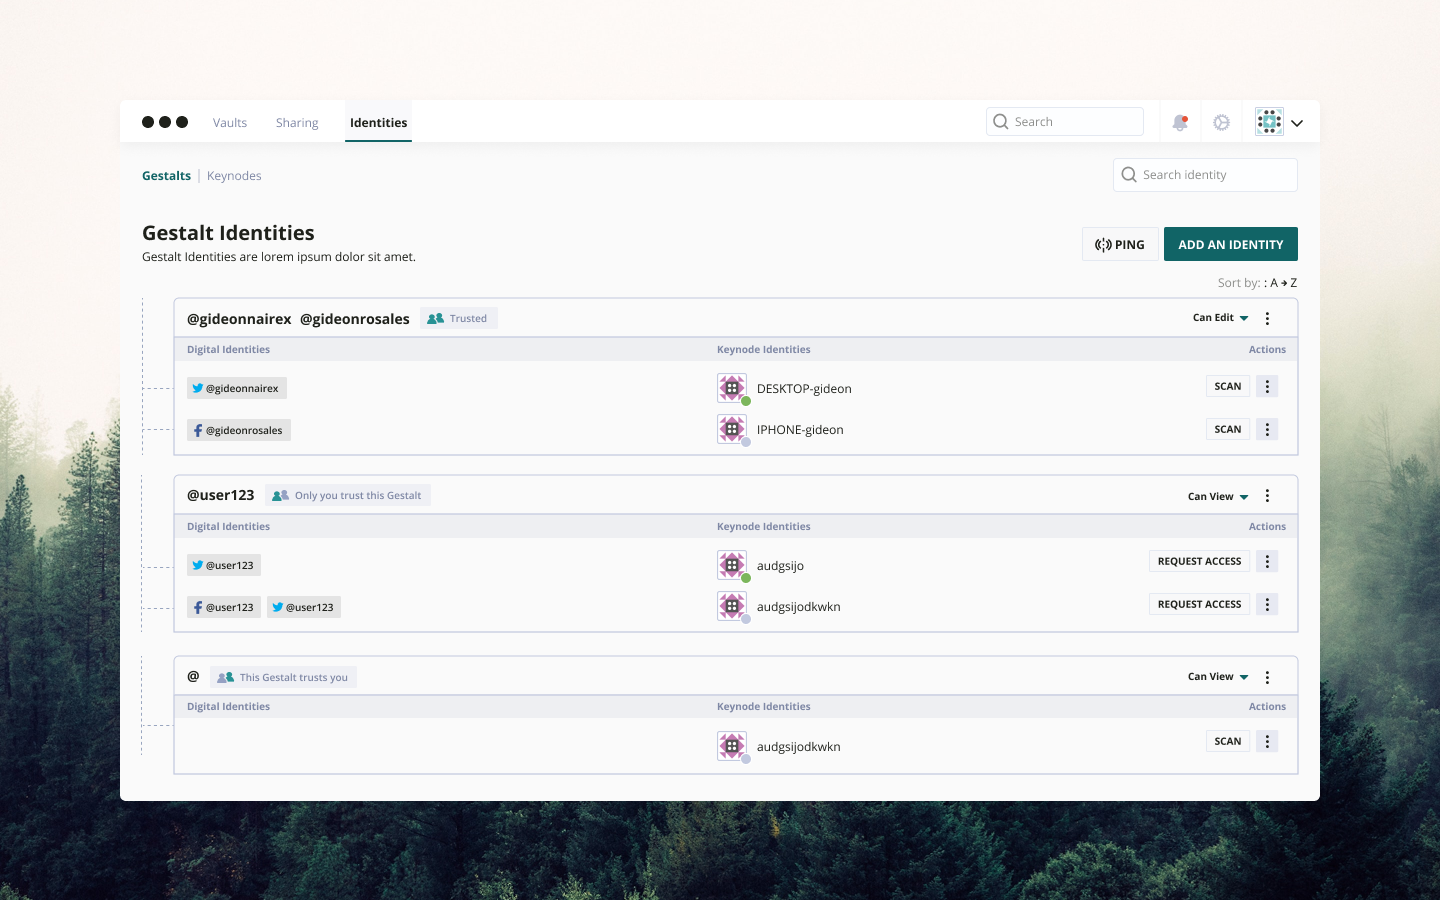 Vaults Sharing Identities Search
Gestalts | Keynodes Search identity
Gestalt Identities
Gestalt Identities are lorem ipsum dolor sit amet.
PING ADD AN IDENTITY
Sort by: : A → Z
@gideonnairex @gideonrosales Trusted Can Edit
Digital Identities Keynode Identities Actions
@gideonnairex DESKTOP-gideon SCAN
@gideonrosales IPHONE-gideon SCAN
@user123 Only you trust this Gestalt Can View
Digital Identities Keynode Identities Actions
@user123 audgsijo REQUEST ACCESS
@user123 @user123 audgsijodkwkn REQUEST ACCESS
@ This Gestalt trusts you Can View
Digital Identities Keynode Identities Actions
audgsijodkwkn SCAN